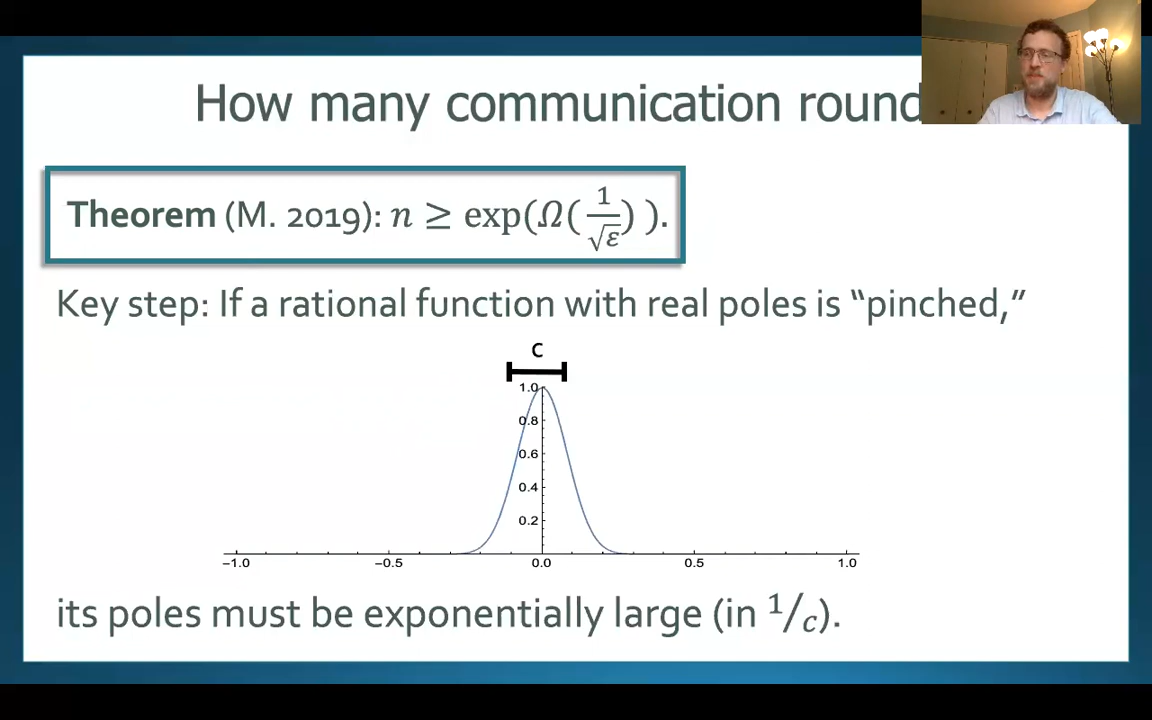 How many communication round
Theorem (M. 2019): n ≥ exp(Ω(1/√ε) ).
Key step: If a rational function with real poles is “pinched,”
C
1.0
0.8
0.6
0.4
0.2
−1.0 −0.5 0.0 0.5 1.0
its poles must be exponentially large (in 1/c).